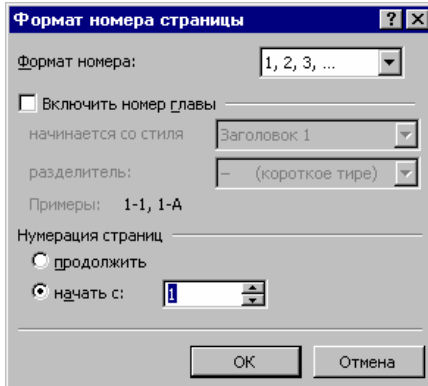 Формат номера страницы
Формат номера: 1, 2, 3, ...
Включить номер главы
начинается со стиля Заголовок 1
разделитель: – (короткое тире)
Примеры: 1-1, 1-A
Нумерация страниц
продолжить
начать с: 1
ОК Отмена